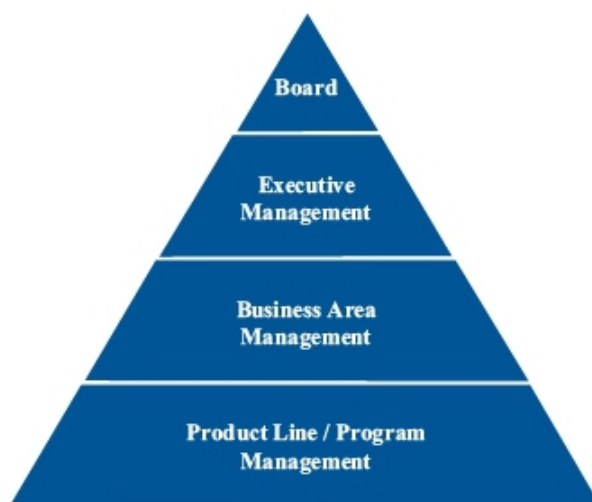 Board
Executive
Management
Business Area
Management
Product Line / Program
Management